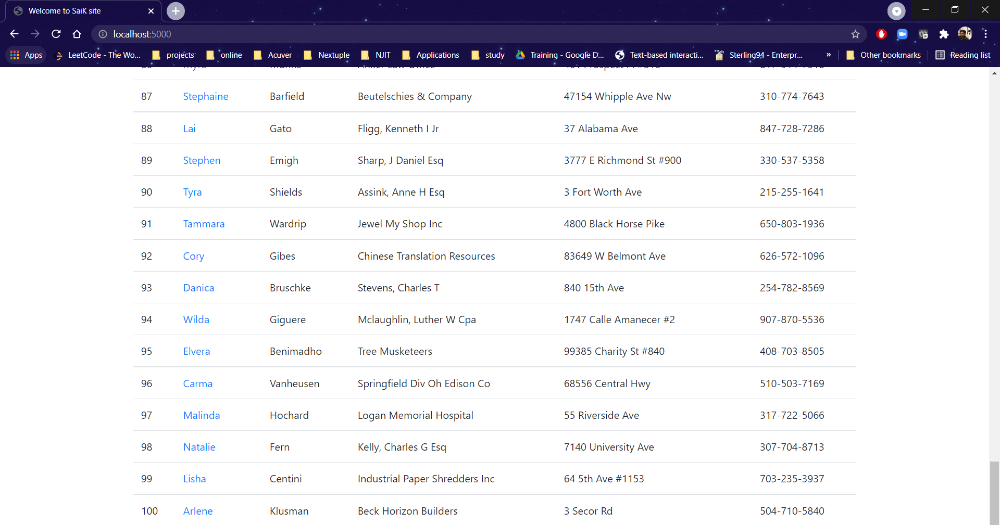 Welcome to SaiK site
localhost:5000
Apps LeetCode - The Wo... projects online Acuver Nextuple NJIT Applications study Training - Google D... Text-based interacti... Sterling94 - Enterpr... » Other bookmarks Reading list
87 Stephaine Barfield Beutelschies & Company 47154 Whipple Ave Nw 310-774-7643
88 Lai Gato Fligg, Kenneth I Jr 37 Alabama Ave 847-728-7286
89 Stephen Emigh Sharp, J Daniel Esq 3777 E Richmond St #900 330-537-5358
90 Tyra Shields Assink, Anne H Esq 3 Fort Worth Ave 215-255-1641
91 Tammara Wardrip Jewel My Shop Inc 4800 Black Horse Pike 650-803-1936
92 Cory Gibes Chinese Translation Resources 83649 W Belmont Ave 626-572-1096
93 Danica Bruschke Stevens, Charles T 840 15th Ave 254-782-8569
94 Wilda Giguere Mclaughlin, Luther W Cpa 1747 Calle Amanecer #2 907-870-5536
95 Elvera Benimadho Tree Musketeers 99385 Charity St #840 408-703-8505
96 Carma Vanheusen Springfield Div Oh Edison Co 68556 Central Hwy 510-503-7169
97 Malinda Hochard Logan Memorial Hospital 55 Riverside Ave 317-722-5066
98 Natalie Fern Kelly, Charles G Esq 7140 University Ave 307-704-8713
99 Lisha Centini Industrial Paper Shredders Inc 64 5th Ave #1153 703-235-3937
100 Arlene Klusman Beck Horizon Builders 3 Secor Rd 504-710-5840